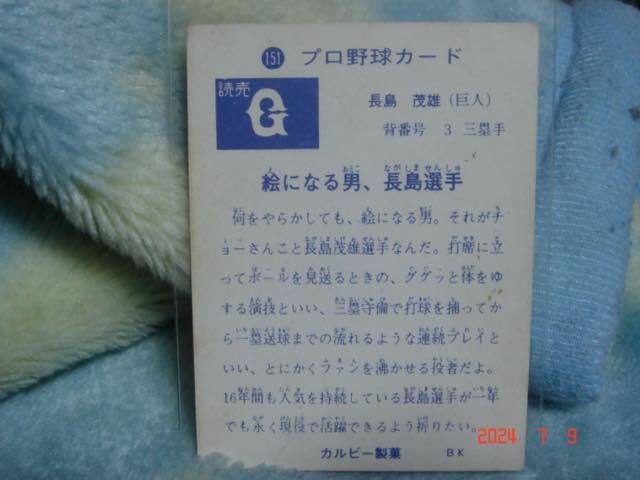 151 プロ野球カード
読売
G
長島 茂雄(巨人)
背番号 3 三塁手
絵になる男、長島選手
何をやらかしても、絵になる男。それがチ
ョーさんこと長島茂雄選手なんだ。打席に立
ってボールを見送るときの、ググッと体をゆ
する演技といい、三塁守備で打球を捕ってか
ら一塁送球までの流れるような連続プレイと
いい、とにかくファンを沸かせる役者だよ。
16年間も人気を持続している長島選手が一年
でも永く現役で活躍できるよう祈りたい。
カルビー製菓 BK
2024 7 9